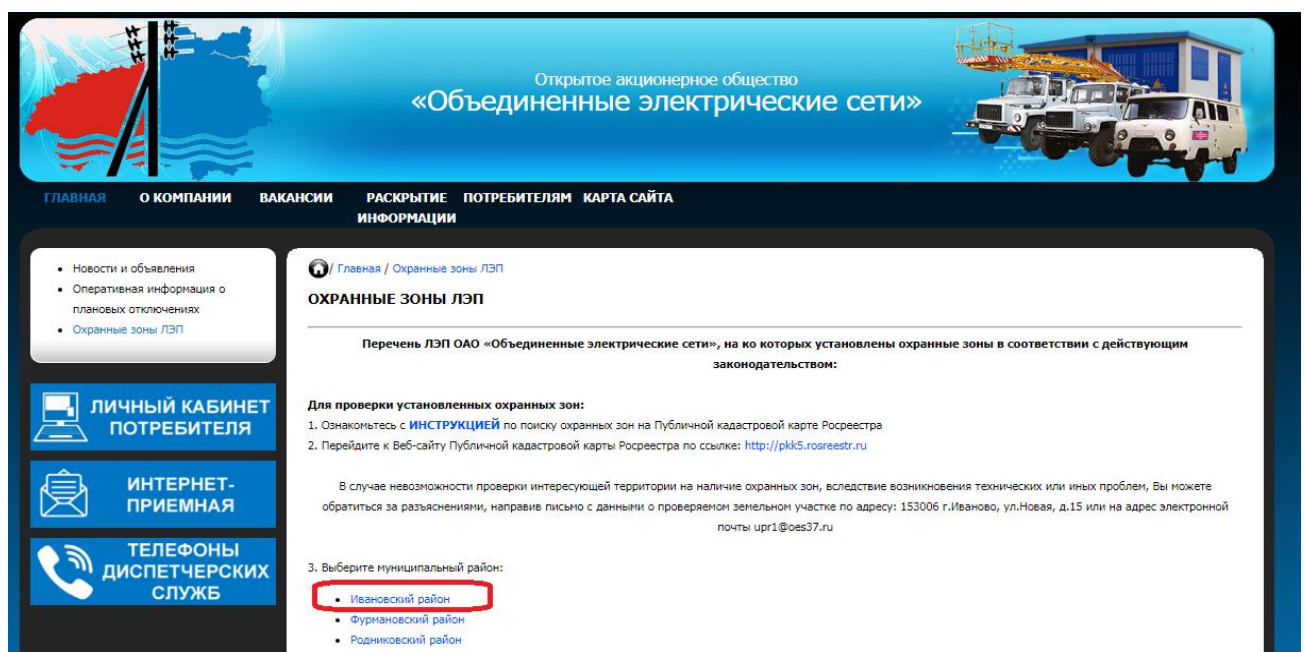 Открытое акционерное общество
«Объединенные электрические сети»
ГЛАВНАЯ О КОМПАНИИ ВАКАНСИИ РАСКРЫТИЕ ИНФОРМАЦИИ ПОТРЕБИТЕЛЯМ КАРТА САЙТА
Новости и объявления
Оперативная информация о
плановых отключениях
Охранные зоны ЛЭП
ЛИЧНЫЙ КАБИНЕТ
ПОТРЕБИТЕЛЯ
ИНТЕРНЕТ-
ПРИЕМНАЯ
ТЕЛЕФОНЫ
ДИСПЕТЧЕРСКИХ
СЛУЖБ
/ Главная / Охранные зоны ЛЭП
ОХРАННЫЕ ЗОНЫ ЛЭП
Перечень ЛЭП ОАО «Объединенные электрические сети», на ко которых установлены охранные зоны в соответствии с действующим
законодательством:
Для проверки установленных охранных зон:
1. Ознакомьтесь с ИНСТРУКЦИЕЙ по поиску охранных зон на Публичной кадастровой карте Росреестра
2. Перейдите к Веб-сайту Публичной кадастровой карты Росреестра по ссылке: http://pkk5.rosreestr.ru
В случае невозможности проверки интересующей территории на наличие охранных зон, вследствие возникновения технических или иных проблем, Вы можете
обратиться за разъяснениями, направив письмо с данными о проверяемом земельном участке по адресу: 153006 г.Иваново, ул.Новая, д.15 или на адрес электронной
почты upr1@oes37.ru
3. Выберите муниципальный район:
Ивановский район
Фурмановский район
Родниковский район